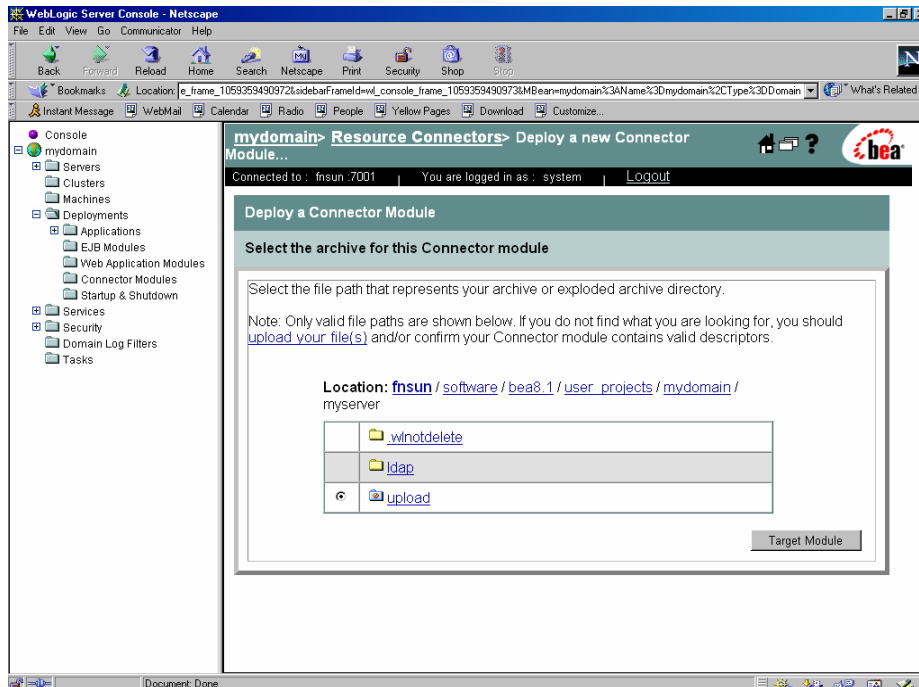 WebLogic Server Console - Netscape
File Edit View Go Communicator Help
Back Forward Reload Home Search Netscape Print Security Shop Stop
Bookmarks Location: e_frame_1059359490972&sidebarFrameId=wl_console_frame_1059359490973&MBean=mydomain%3AName%3Dmydomain%2CType%3DDomain What's Related
Instant Message WebMail Calendar Radio People Yellow Pages Download Customize...
Console
mydomain
Servers
Clusters
Machines
Deployments
Applications
EJB Modules
Web Application Modules
Connector Modules
Startup & Shutdown
Services
Security
Domain Log Filters
Tasks
mydomain> Resource Connectors> Deploy a new Connector
Module...
? bea
Connected to : fnsun :7001 | You are logged in as : system | Logout
Deploy a Connector Module
Select the archive for this Connector module
Select the file path that represents your archive or exploded archive directory.
Note: Only valid file paths are shown below. If you do not find what you are looking for, you should
upload your file(s) and/or confirm your Connector module contains valid descriptors.
Location: fnsun / software / bea8.1 / user_projects / mydomain /
myserver
.wlnotdelete
ldap
upload
Target Module
Document: Done